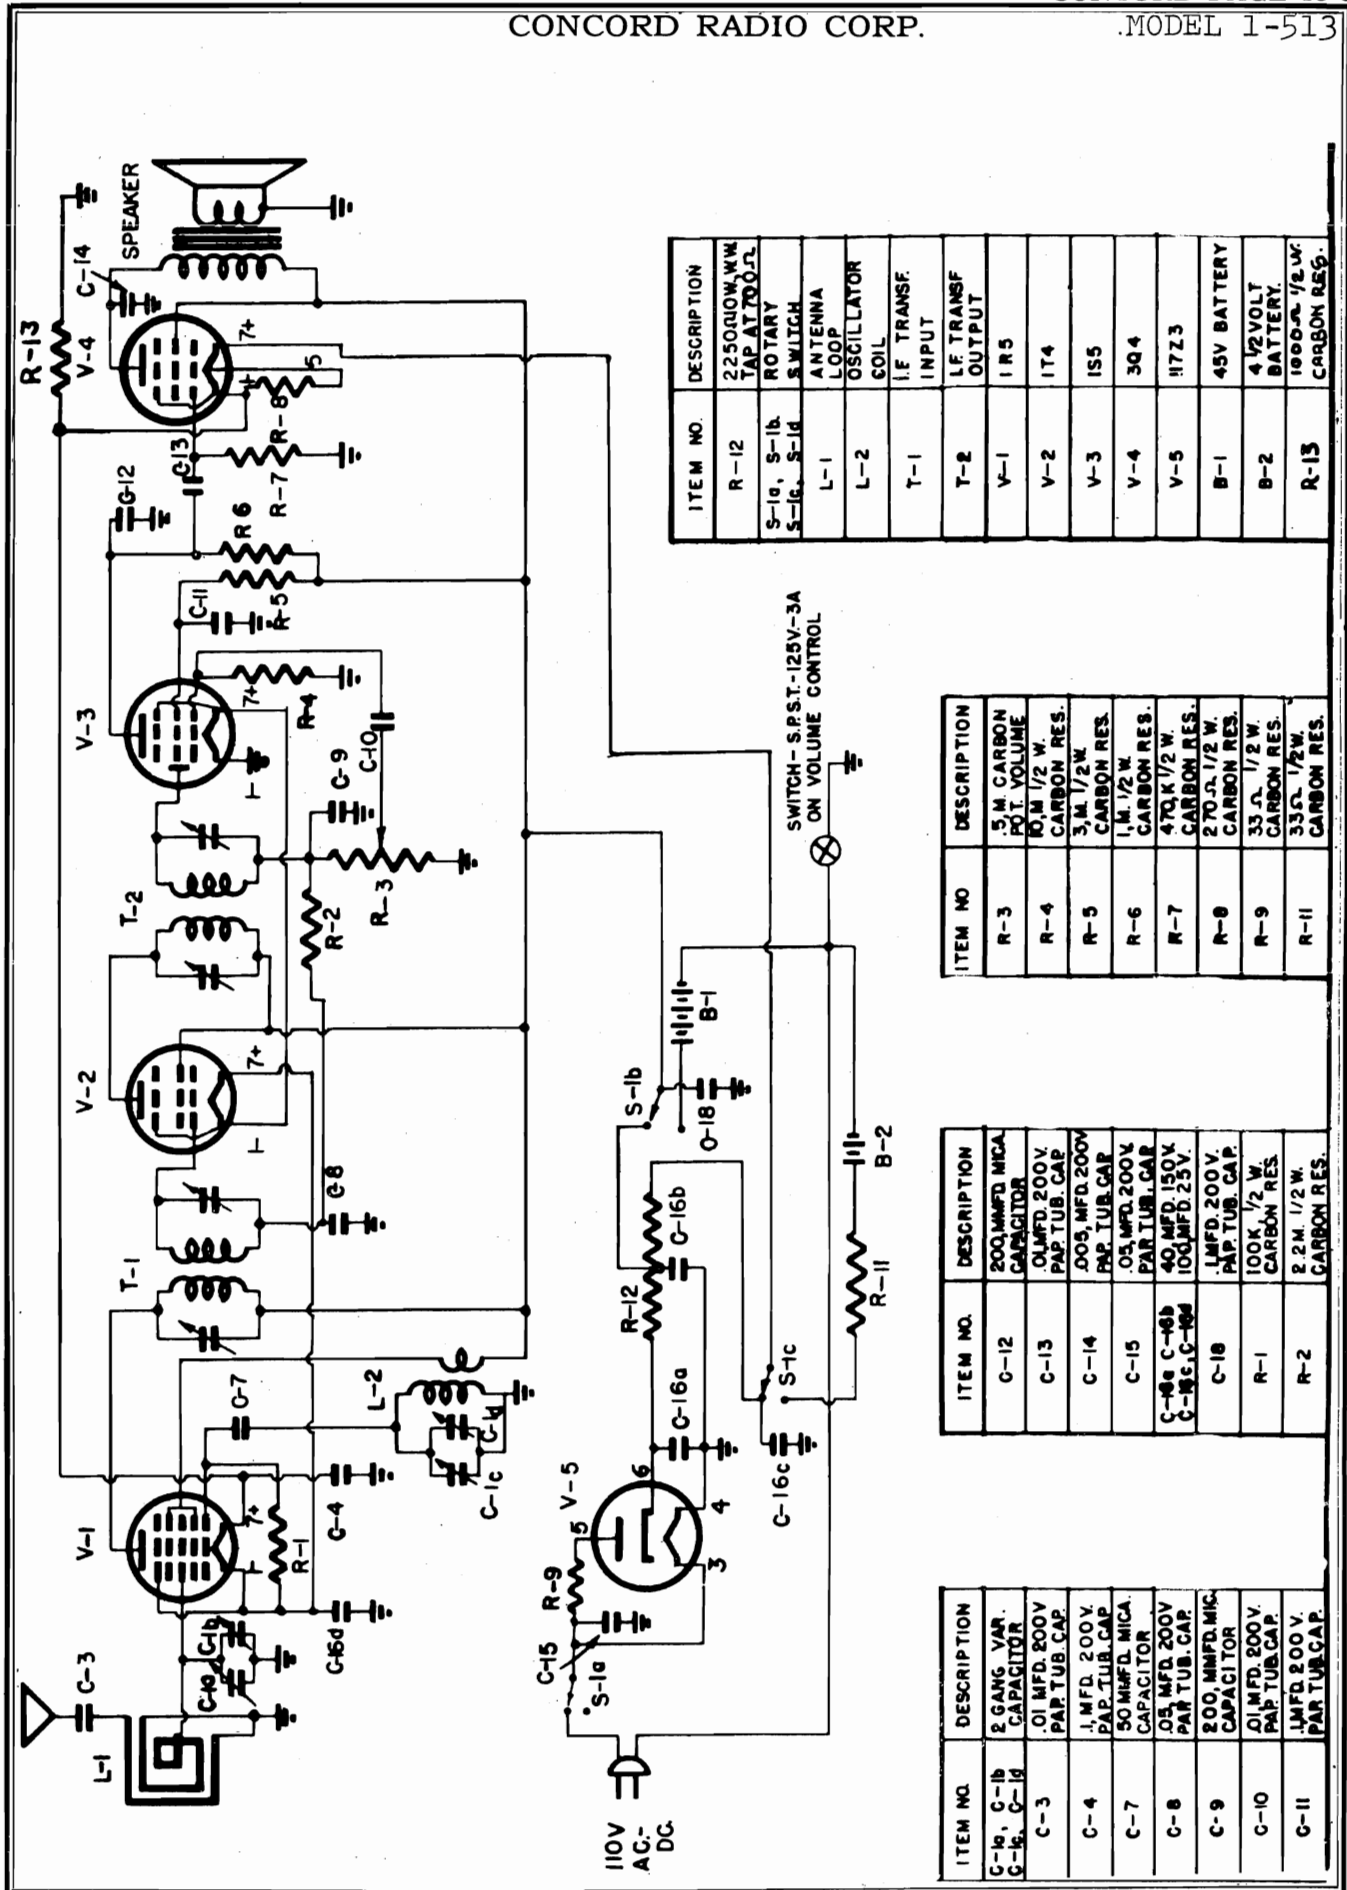 CONCORD RADIO CORP.
.MODEL 1-513
R-13
V-4
C-14
SPEAKER
7+
1-
5
R-8
C-13
R-7
C-12
R 6
C-11
R-5
V-3
7+
1-
R-4
C-10
C-9
R-3
R-2
T-2
V-2
7+
1-
C-8
T-1
V-1
7+
1-
R-1
C-4
C-16d
C-7
L-2
C-1d
C-1c
C-1b
C-1a
C-3
L-1
110V
A.C.-
D.C.
S-1a
C-15
R-9
V-5
5
6
3
4
C-16a
R-12
C-16b
C-16c
S-1c
S-1b
C-18
B-1
B-2
R-11
SWITCH- S.P.S.T.-125V.-3A
ON VOLUME CONTROL
ITEM NO. DESCRIPTION
C-1a, C-1b 2 GANG VAR.
C-1c, C-1d CAPACITOR
C-3 .01 MFD. 200V
PAP. TUB. CAP.
C-4 .1, MFD. 200V.
PAP. TUB. CAP
C-7 50 MMFD. MICA.
CAPACITOR
C-8 .05, MFD. 200V
PAP. TUB. CAP.
C-9 200, MMFD. MIC.
CAPACITOR
C-10 .01, MFD. 200V.
PAP. TUB. CAP.
C-11 .1MFD. 200 V.
PAP. TUB. CAP.
ITEM NO. DESCRIPTION
C-12 200, MMFD. MICA.
CAPACITOR
C-13 .01, MFD. 200V.
PAP. TUB. CAP
C-14 .005, MFD. 200V
PAP. TUB. CAP
C-15 .05, MFD. 200V.
PAP. TUB. CAP
C-16a C-16b 40, MFD. 150V.
C-16c, C-16d 100, MFD. 25V.
C-18 .1, MFD. 200V.
PAP. TUB. CAP.
R-1 100K, 1/2 W.
CARBON RES.
R-2 2.2M. 1/2 W.
CARBON RES.
ITEM NO DESCRIPTION
R-3 .5, M. CARBON
POT. VOLUME
R-4 10, M 1/2 W.
CARBON RES.
R-5 3, M. 1/2 W.
CARBON RES.
R-6 1, M. 1/2 W.
CARBON RES.
R-7 470, K 1/2 W.
CARBON RES.
R-8 270Ω 1/2 W.
CARBON RES.
R-9 33Ω 1/2 W.
CARBON RES.
R-11 33Ω 1/2 W.
CARBON RES.
ITEM NO. DESCRIPTION
R-12 2250Ω10W,W.W.
TAP AT 700Ω
S-1a, S-1b. ROTARY
S-1c, S-1d SWITCH
L-1 ANTENNA
LOOP
L-2 OSCILLATOR
COIL
T-1 I.F. TRANSF.
INPUT
T-2 I.F. TRANSF
OUTPUT
V-1 1R5
V-2 1T4
V-3 1S5
V-4 3Q4
V-5 117Z3
B-1 45V BATTERY
B-2 4 1/2VOLT
BATTERY.
R-13 1000Ω 1/2 W.
CARBON RES.